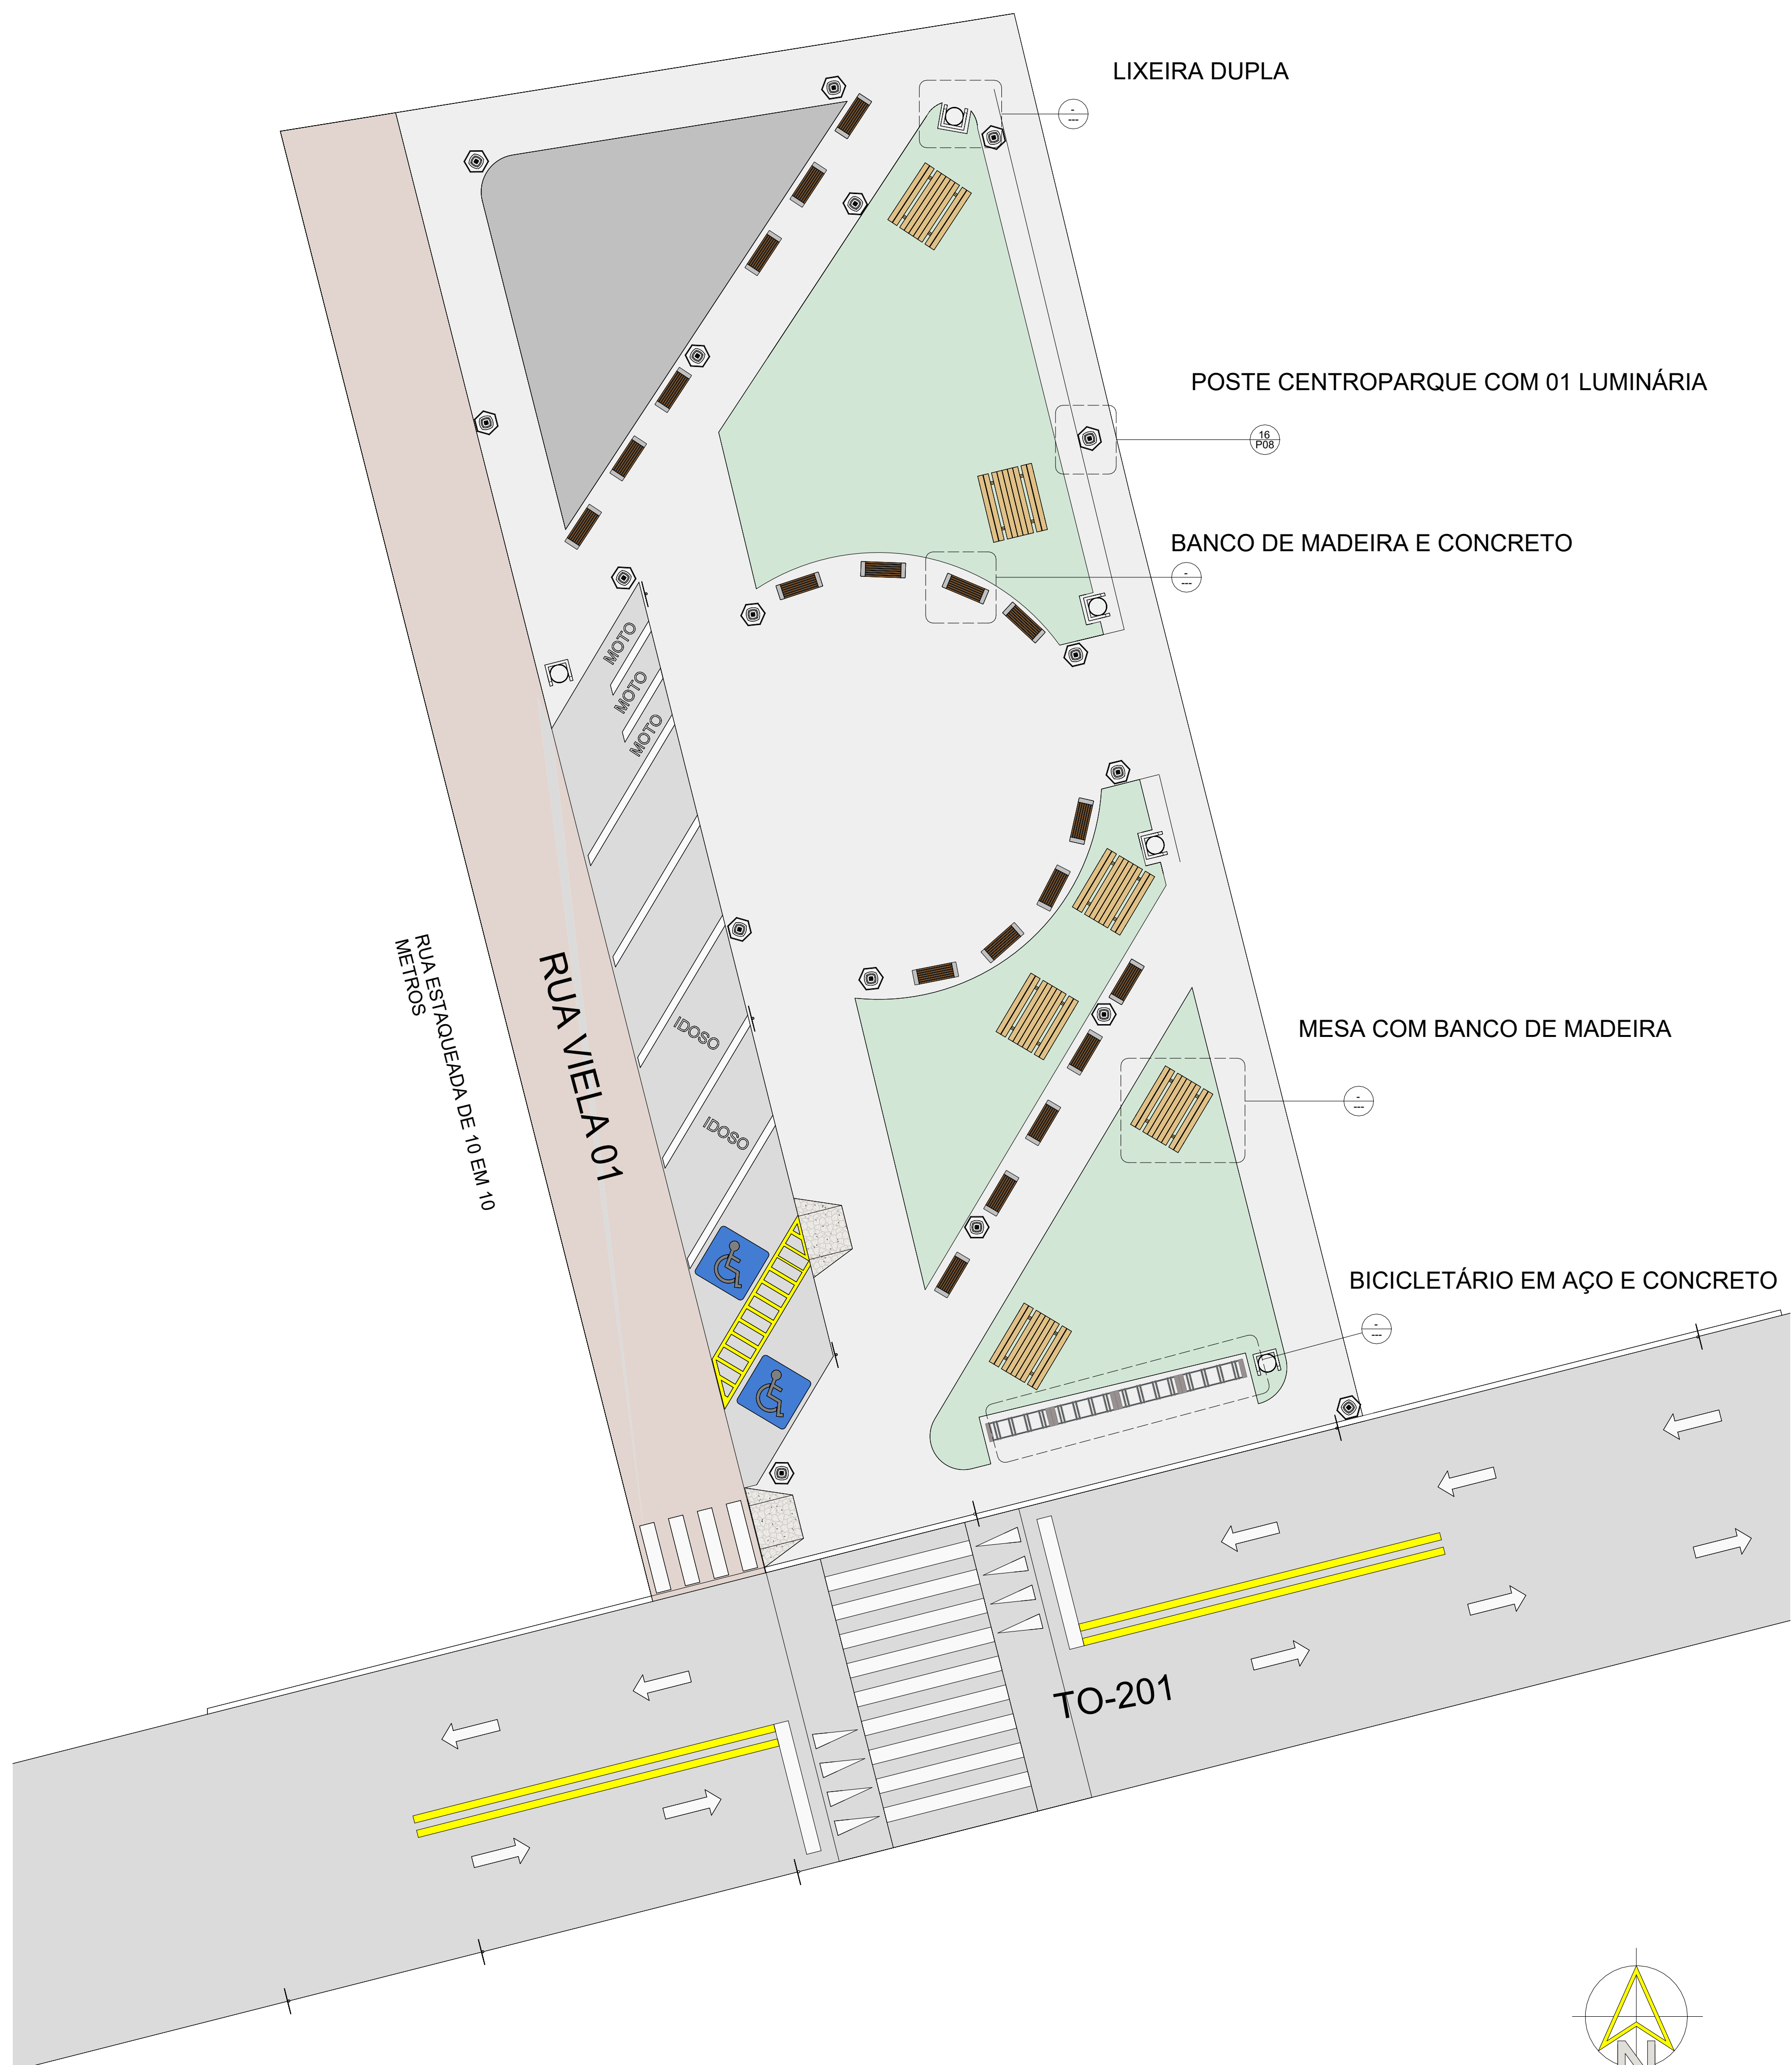 LIXEIRA DUPLA
-
---
POSTE CENTROPARQUE COM 01 LUMINÁRIA
16
P08
BANCO DE MADEIRA E CONCRETO
-
---
MOTO
MOTO
MOTO
RUA ESTAQUEADA DE 10 EM 10
METROS
RUA VIELA 01
IDOSO
IDOSO
MESA COM BANCO DE MADEIRA
-
---
BICICLETÁRIO EM AÇO E CONCRETO
-
---
TO-201
N